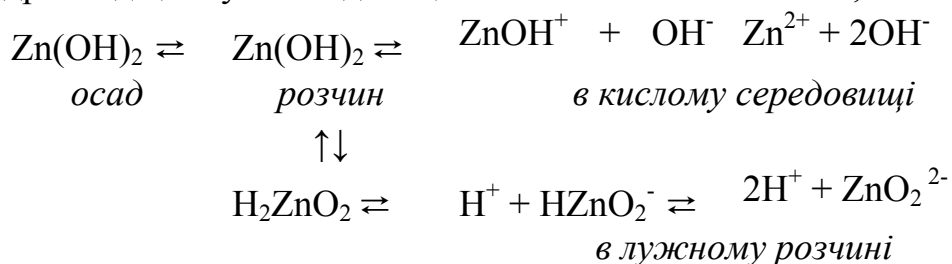 Zn(OH)₂ ⇄ Zn(OH)₂ ⇄ ZnOH⁺ + OH⁻ Zn²⁺ + 2OH⁻
осад розчин в кислому середовищі
↑↓
H₂ZnO₂ ⇄ H⁺ + HZnO₂⁻ ⇄ 2H⁺ + ZnO₂²⁻
в лужному розчині